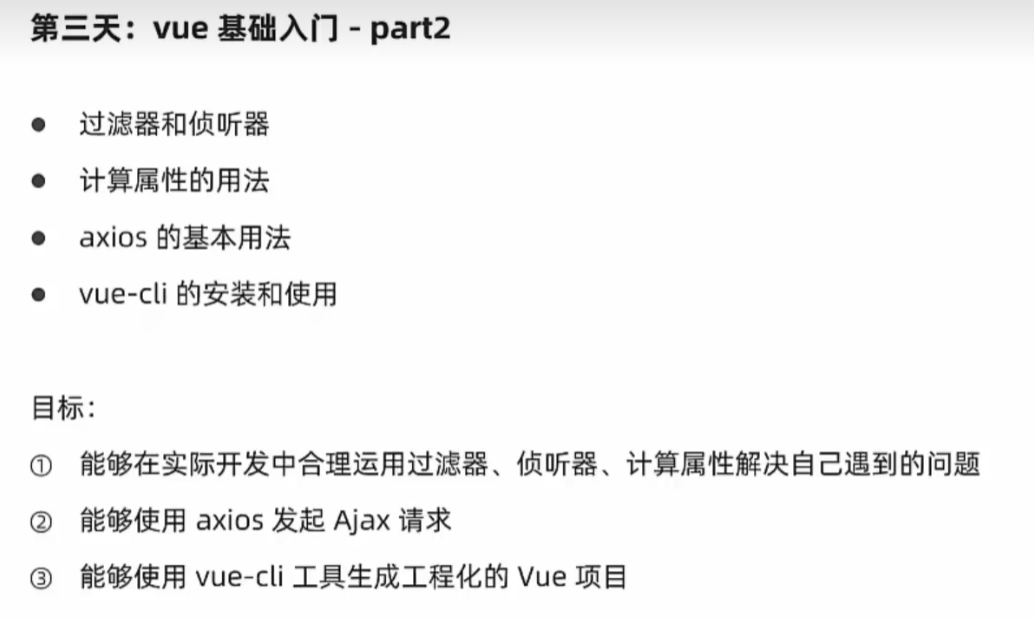 第三天：vue 基础入门 - part2
● 过滤器和侦听器
● 计算属性的用法
● axios 的基本用法
● vue-cli 的安装和使用
目标：
① 能够在实际开发中合理运用过滤器、侦听器、计算属性解决自己遇到的问题
② 能够使用 axios 发起 Ajax 请求
③ 能够使用 vue-cli 工具生成工程化的 Vue 项目